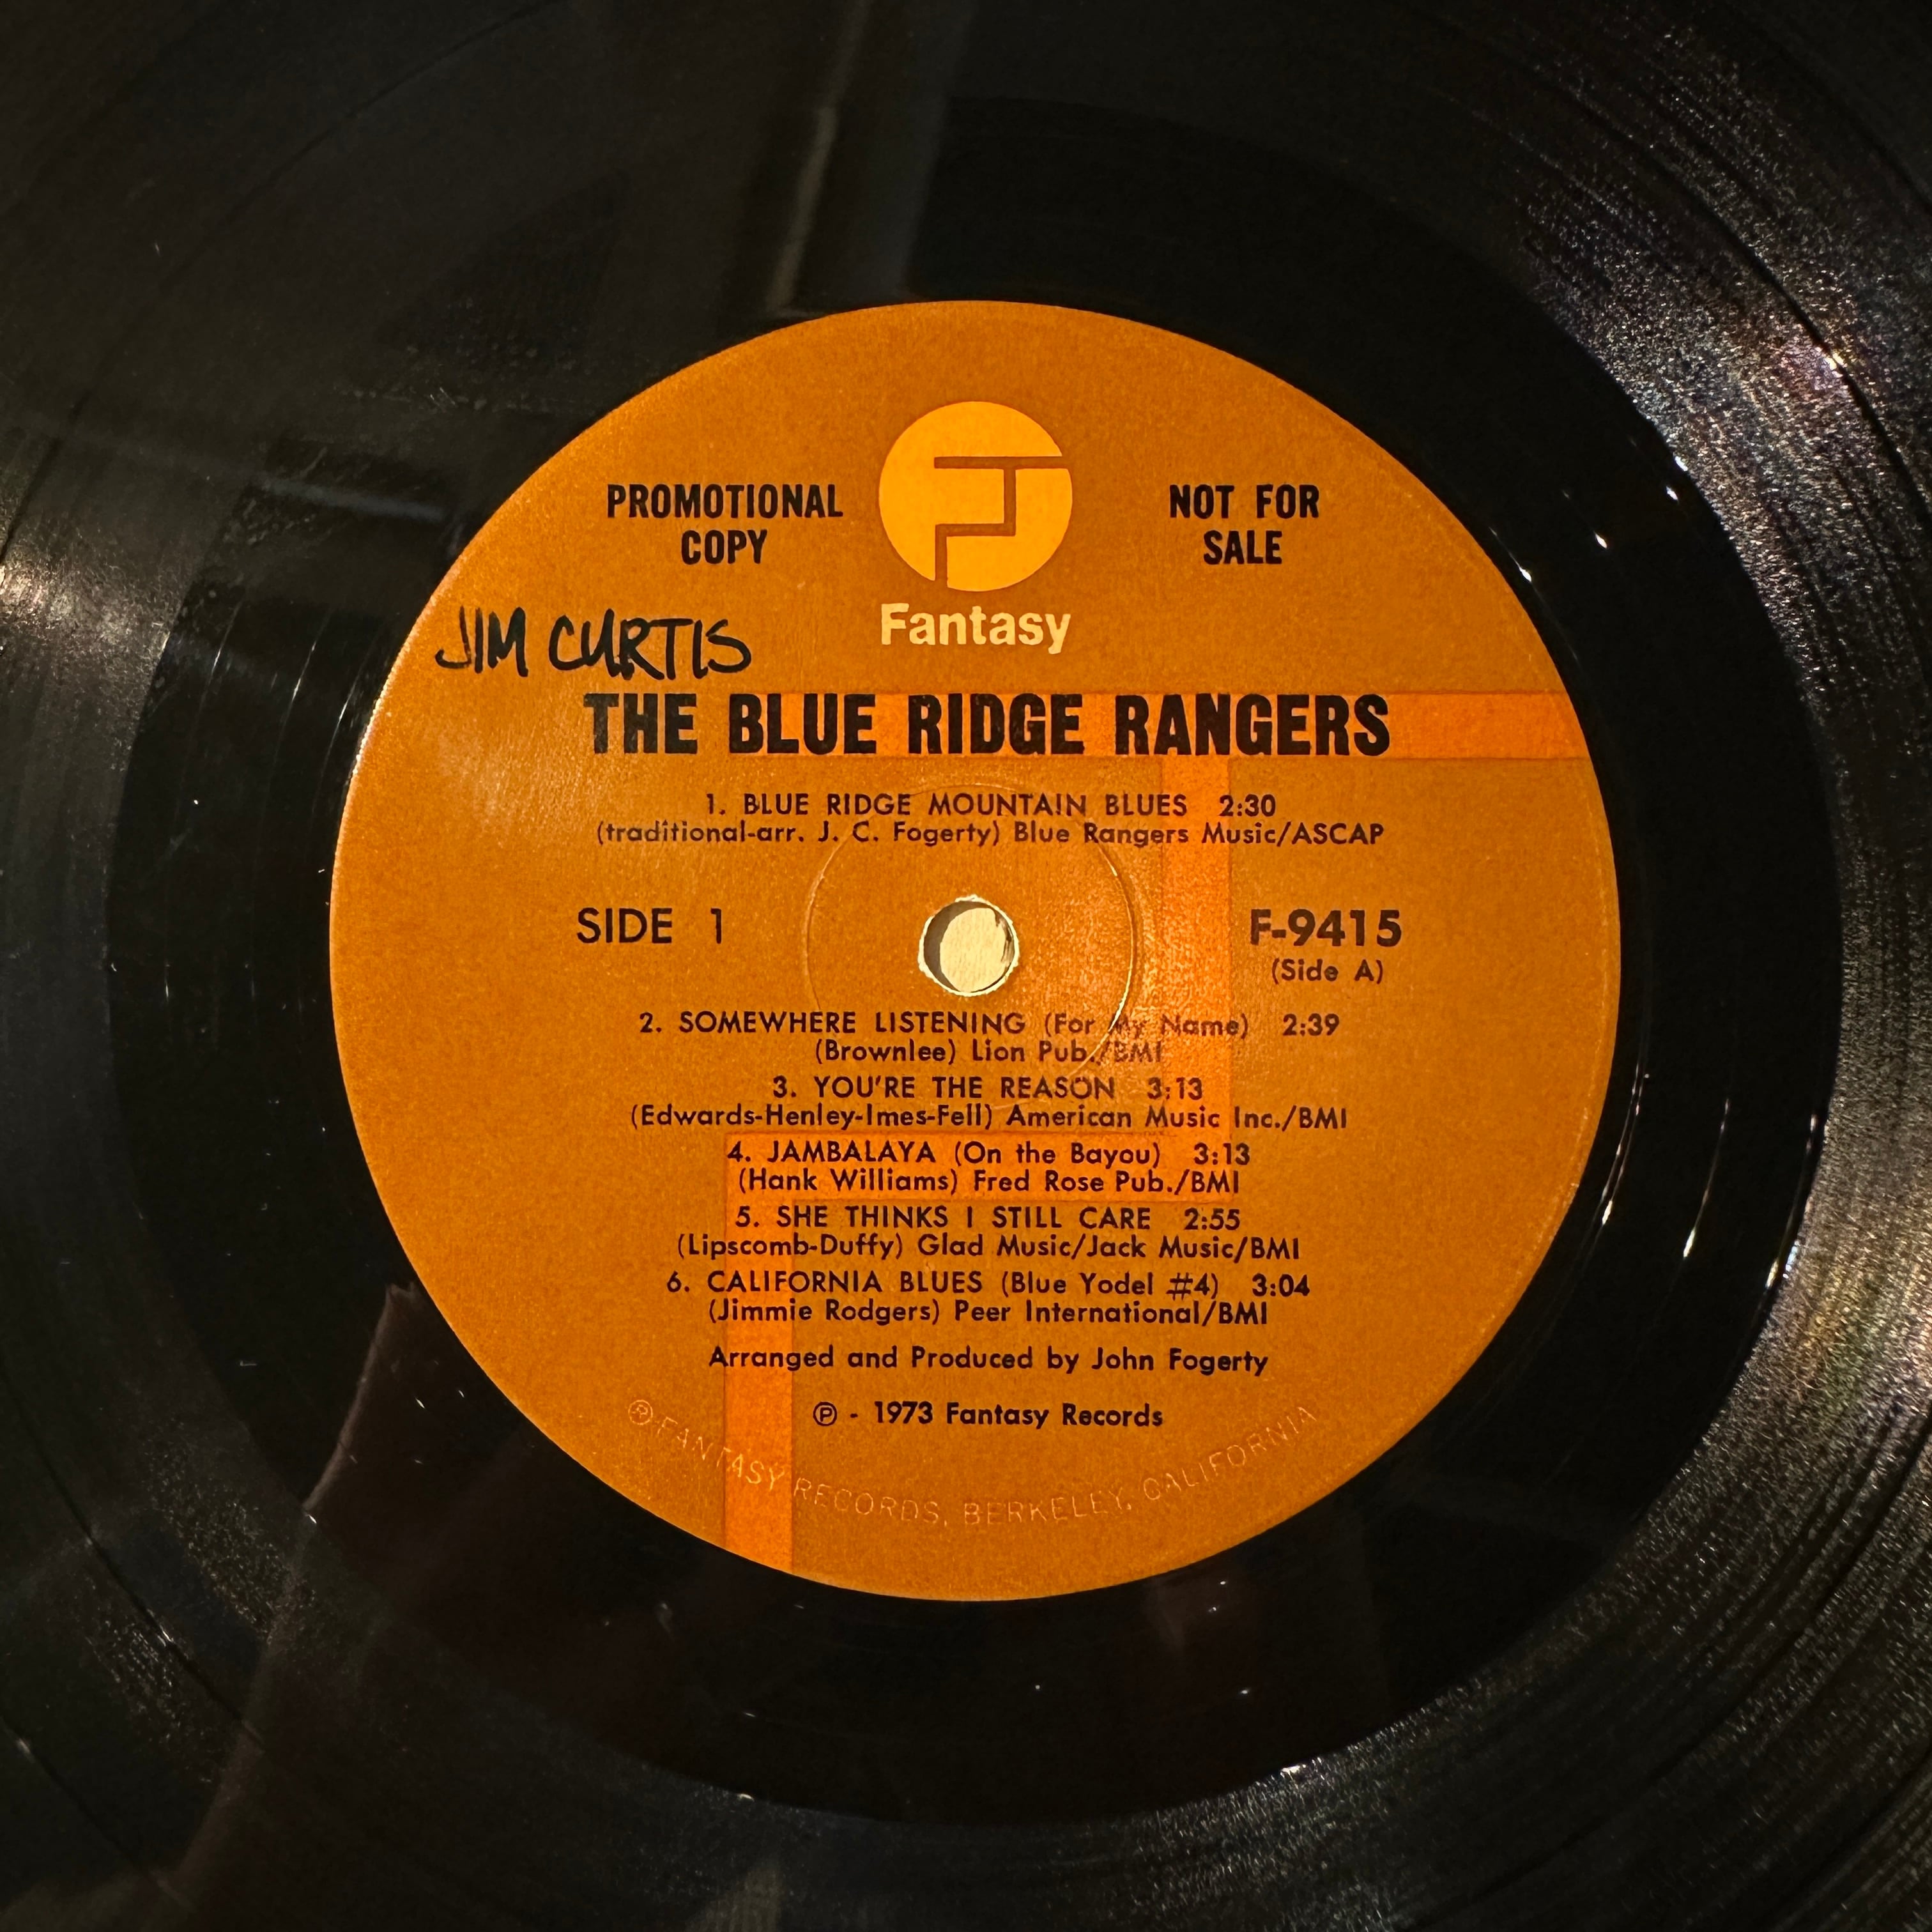 PROMOTIONAL
COPY
NOT FOR
SALE
Fantasy
JIM CURTIS
THE BLUE RIDGE RANGERS
1. BLUE RIDGE MOUNTAIN BLUES 2:30
(traditional-arr. J. C. Fogerty) Blue Rangers Music/ASCAP
SIDE 1
F-9415
(Side A)
2. SOMEWHERE LISTENING (For My Name) 2:39
(Brownlee) Lion Pub./BMI
3. YOU'RE THE REASON 3:13
(Edwards-Henley-Imes-Fell) American Music Inc./BMI
4. JAMBALAYA (On the Bayou) 3:13
(Hank Williams) Fred Rose Pub./BMI
5. SHE THINKS I STILL CARE 2:55
(Lipscomb-Duffy) Glad Music/Jack Music/BMI
6. CALIFORNIA BLUES (Blue Yodel #4) 3:04
(Jimmie Rodgers) Peer International/BMI
Arranged and Produced by John Fogerty
℗ - 1973 Fantasy Records
® FANTASY RECORDS, BERKELEY, CALIFORNIA